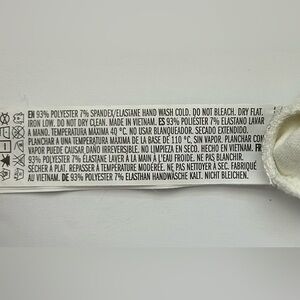 EN 93% POLYESTER 7% SPANDEX/ELASTANE HAND WASH COLD. DO NOT BLEACH. DRY FLAT.
IRON LOW. DO NOT DRY CLEAN. MADE IN VIETNAM. ES 93% POLIÉSTER 7% ELASTANO LAVAR
A MANO. TEMPERATURA MAXIMA 40 °C. NO USAR BLANQUEADOR. SECADO EXTENDIDO.
PLANCHAR A UNA TEMPERATURA MAXIMA DE LA BASE DE 110 °C, SIN VAPOR. PLANCHAR CON
VAPOR PUEDE CAUSAR DAÑO IRREVERSIBLE. NO LIMPIEZA EN SECO. HECHO EN VIETNAM. FR
93% POLYESTER 7% ÉLASTANE LAVER À LA MAIN À L'EAU FROIDE. NE PAS BLANCHIR.
SÉCHER À PLAT. REPASSER À TEMPÉRATURE MODÉRÉE. NE PAS NETTOYER À SEC. FABRIQUÉ
AU VIETNAM. DE 93% POLYESTER 7% ELASTHAN HANDWÄSCHE KALT. NICHT BLEICHEN.